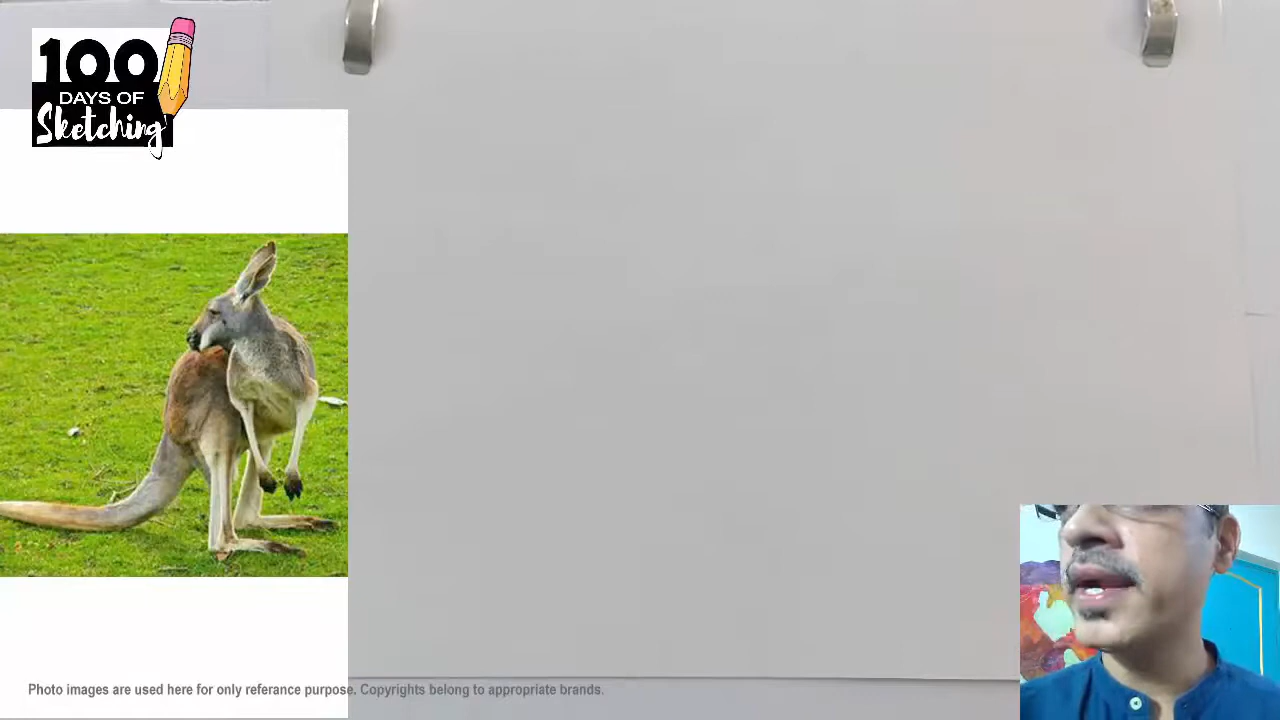 100
DAYS OF
Sketching
Photo images are used here for only referance purpose. Copyrights belong to appropriate brands.